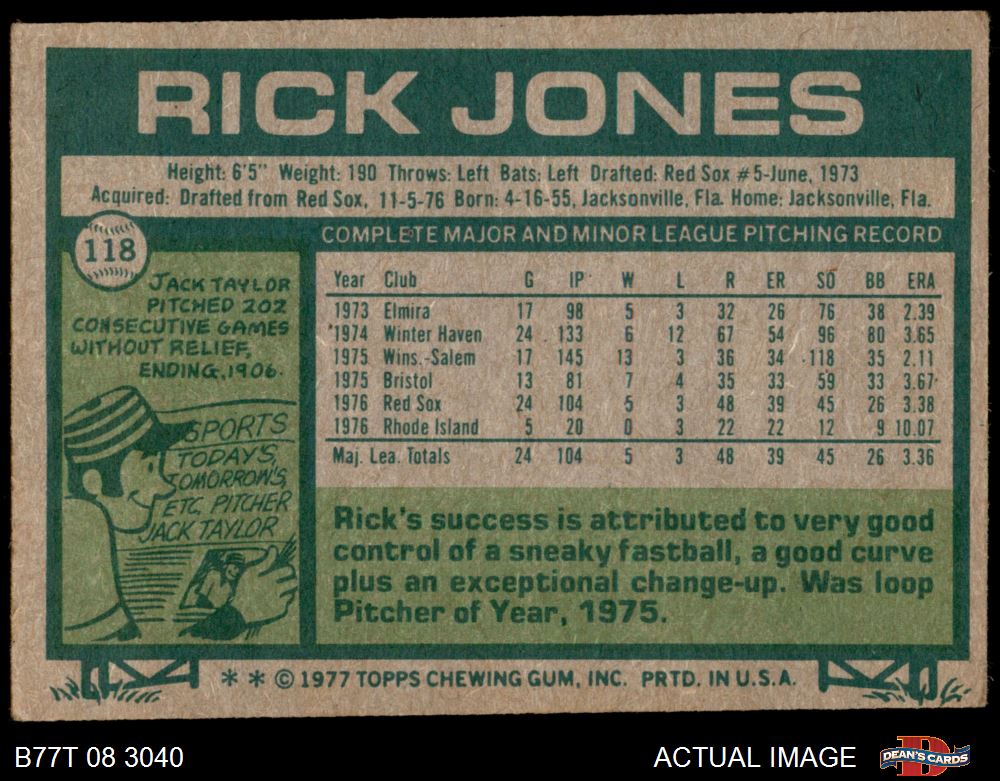 RICK JONES
Height: 6'5" Weight: 190 Throws: Left Bats: Left Drafted: Red Sox #5-June, 1973
Acquired: Drafted from Red Sox, 11-5-76 Born: 4-16-55, Jacksonville, Fla. Home: Jacksonville, Fla.
118
JACK TAYLOR
PITCHED 202
CONSECUTIVE GAMES
WITHOUT RELIEF,
ENDING, 1906.
SPORTS
TODAYS,
TOMORROW'S,
ETC. PITCHER
JACK TAYLOR
COMPLETE MAJOR AND MINOR LEAGUE PITCHING RECORD
Year Club G IP W L R ER SO BB ERA
1973 Elmira 17 98 5 3 32 26 76 38 2.39
1974 Winter Haven 24 133 6 12 67 54 96 80 3.65
1975 Wins.-Salem 17 145 13 3 36 34 118 35 2.11
1975 Bristol 13 81 7 4 35 33 59 33 3.67
1976 Red Sox 24 104 5 3 48 39 45 26 3.38
1976 Rhode Island 5 20 0 3 22 22 12 9 10.07
Maj. Lea. Totals 24 104 5 3 48 39 45 26 3.36
Rick's success is attributed to very good
control of a sneaky fastball, a good curve
plus an exceptional change-up. Was loop
Pitcher of Year, 1975.
* * © 1977 TOPPS CHEWING GUM, INC. PRTD. IN U.S.A.
B77T 08 3040
ACTUAL IMAGE
DEAN'S CARDS